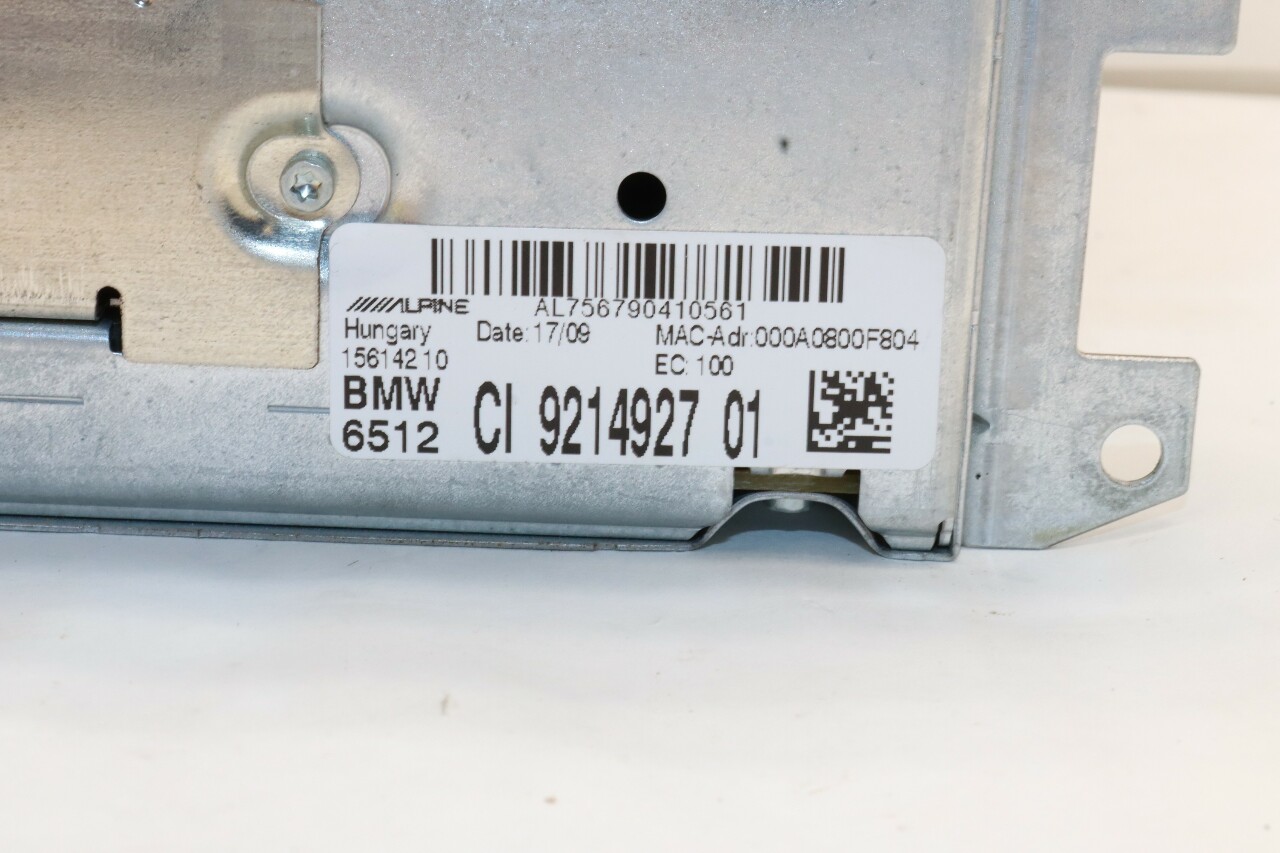 AL756790410561
ALPINE
Hungary Date: 17/09 MAC-Adr:000A0800F804
15614210 EC: 100
BMW
6512 CI 9214927 01